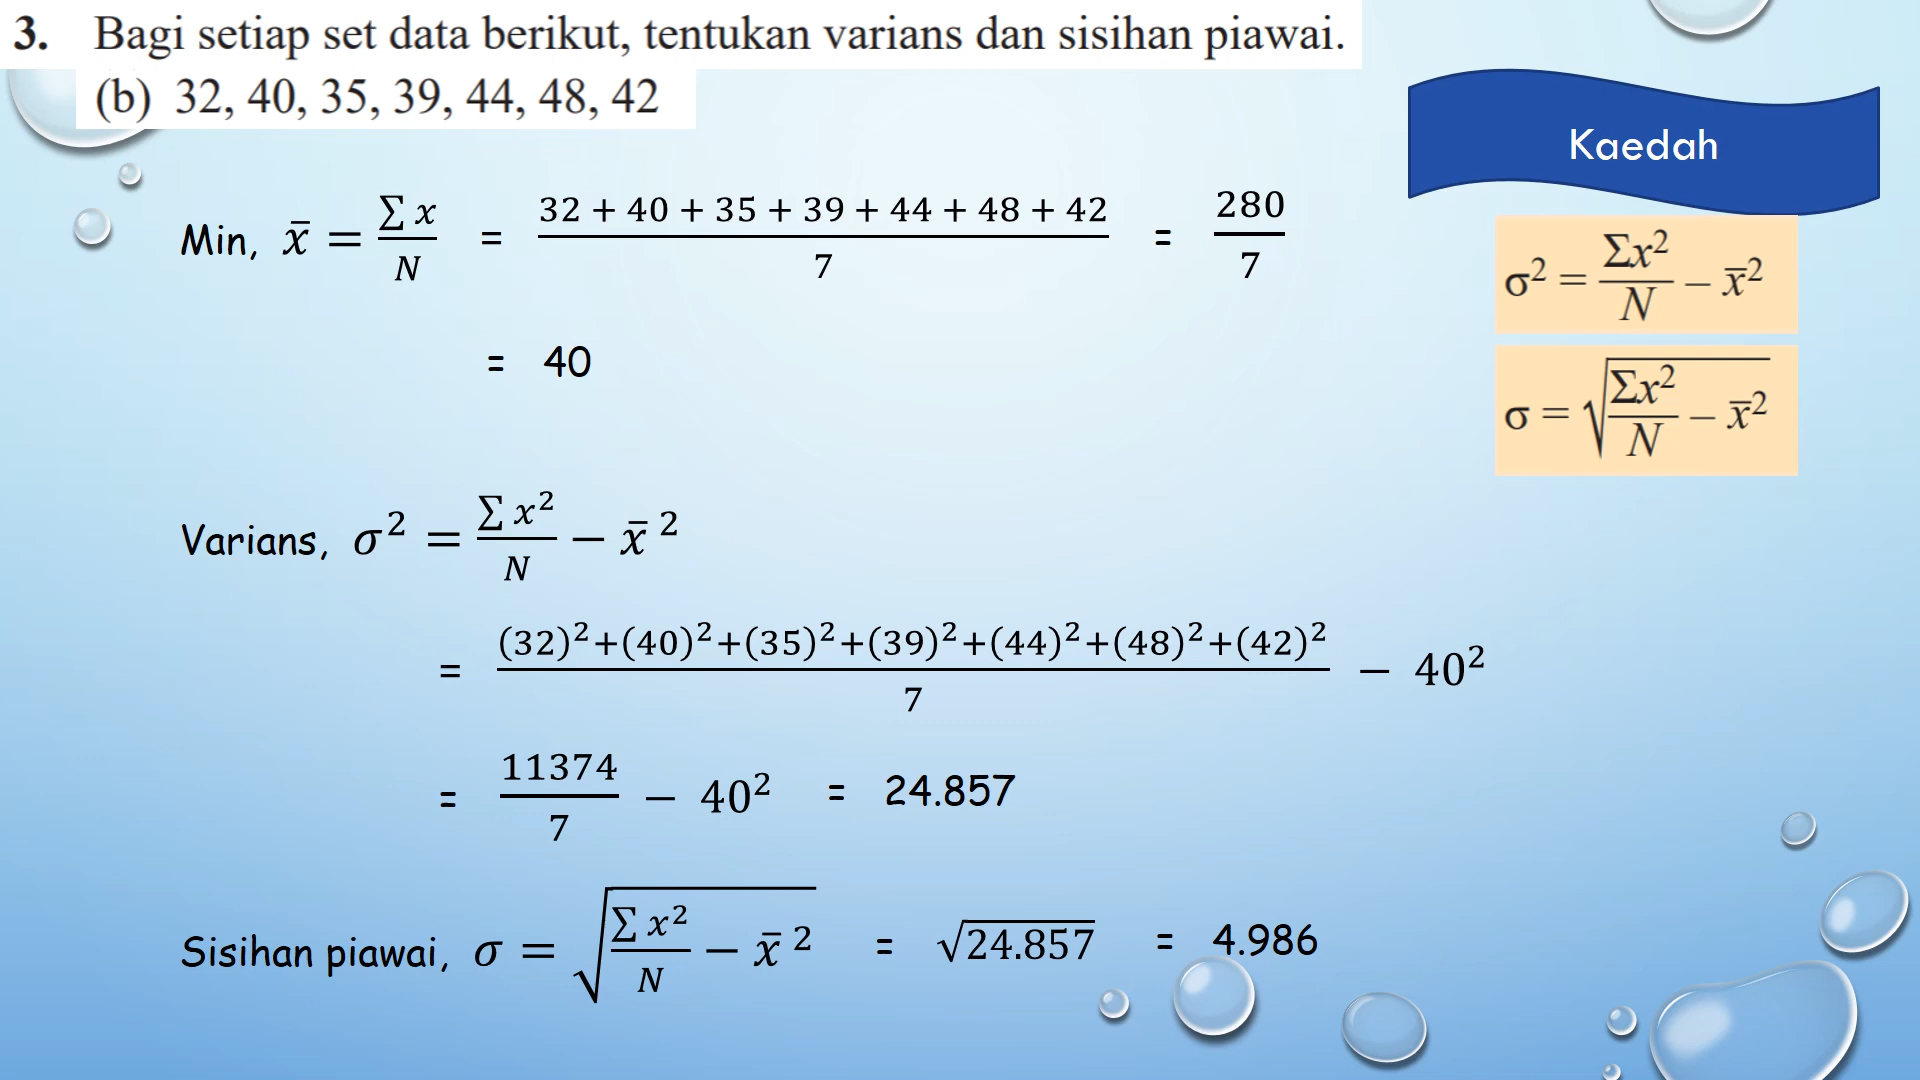 3. Bagi setiap set data berikut, tentukan varians dan sisihan piawai.
(b) 32, 40, 35, 39, 44, 48, 42
Kaedah
σ² = Σx²/N − x̄²
σ = √(Σx²/N − x̄²)
Min, x̄ = ∑x/N = (32 + 40 + 35 + 39 + 44 + 48 + 42)/7 = 280/7
= 40
Varians, σ² = ∑x²/N − x̄²
= ((32)²+(40)²+(35)²+(39)²+(44)²+(48)²+(42)²)/7 − 40²
= 11374/7 − 40² = 24.857
Sisihan piawai, σ = √(∑x²/N − x̄²) = √24.857 = 4.986